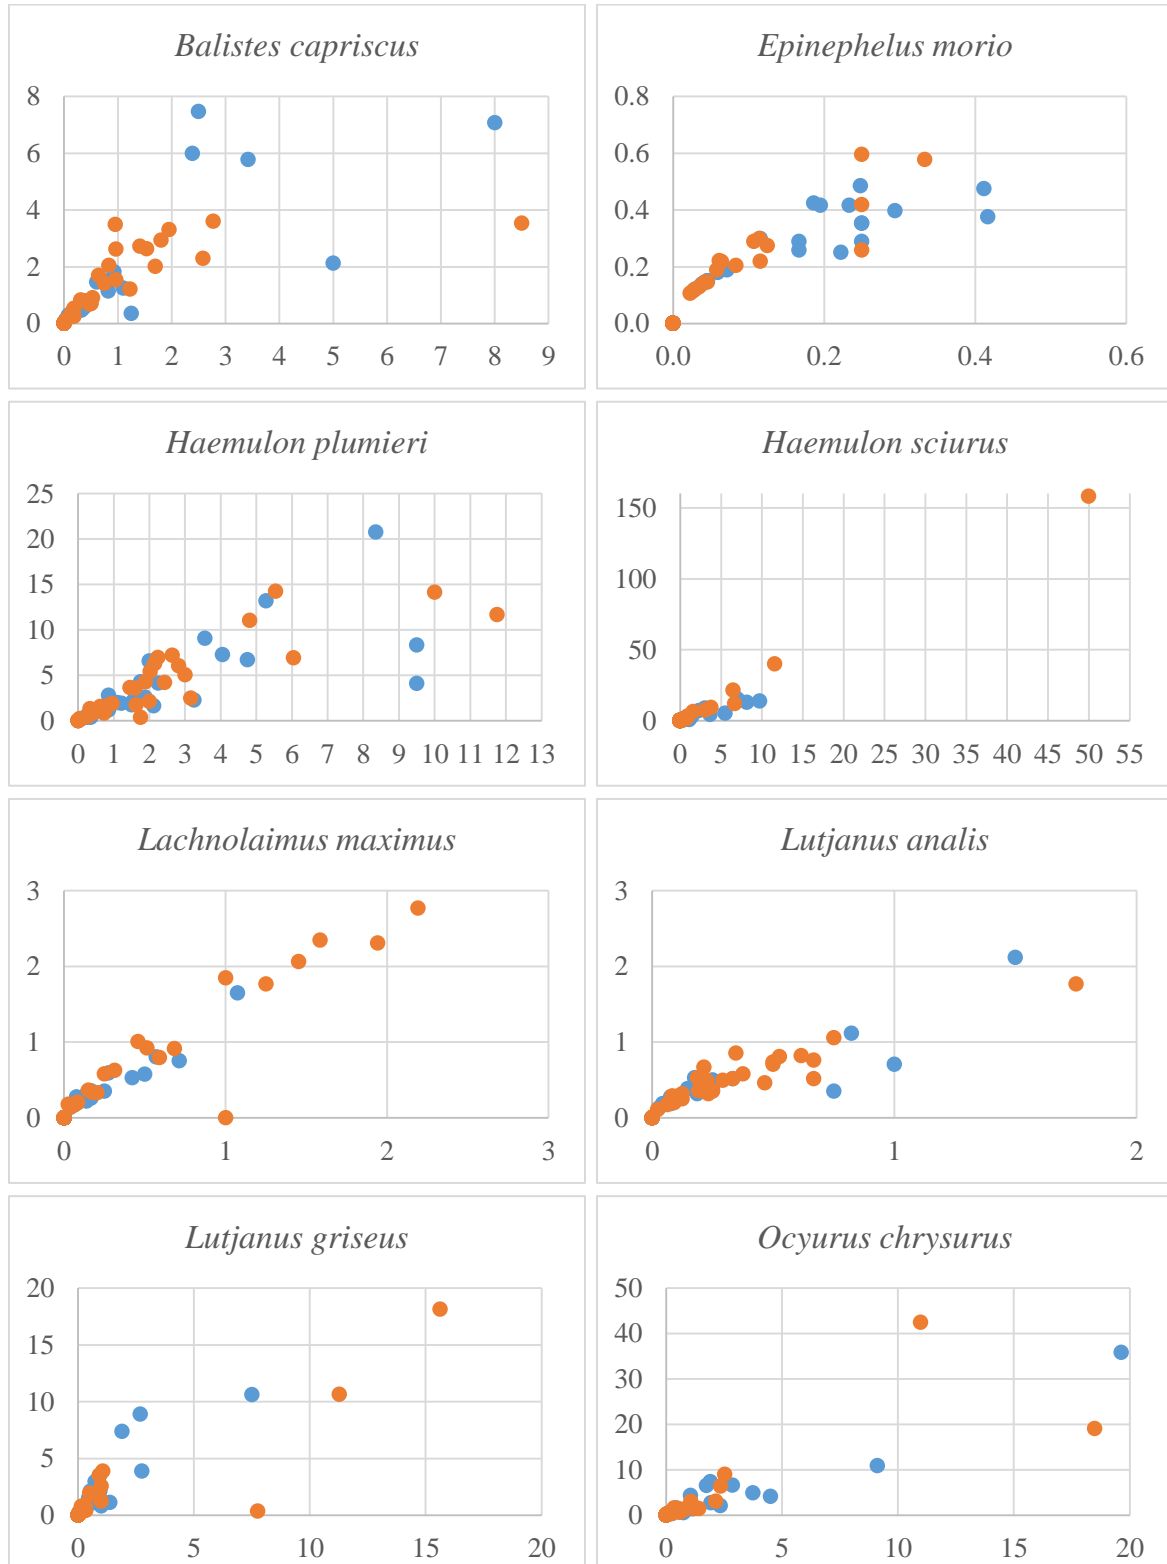 Balistes capriscus
8
6
4
2
0
0 1 2 3 4 5 6 7 8 9
Epinephelus morio
0.8
0.6
0.4
0.2
0.0
0.0 0.2 0.4 0.6
Haemulon plumieri
25
20
15
10
5
0
0 1 2 3 4 5 6 7 8 9 10 11 12 13
Haemulon sciurus
150
100
50
0
0 5 10 15 20 25 30 35 40 45 50 55
Lachnolaimus maximus
3
2
1
0
0 1 2 3
Lutjanus analis
3
2
1
0
0 1 2
Lutjanus griseus
20
15
10
5
0
0 5 10 15 20
Ocyurus chrysurus
50
40
30
20
10
0
0 5 10 15 20